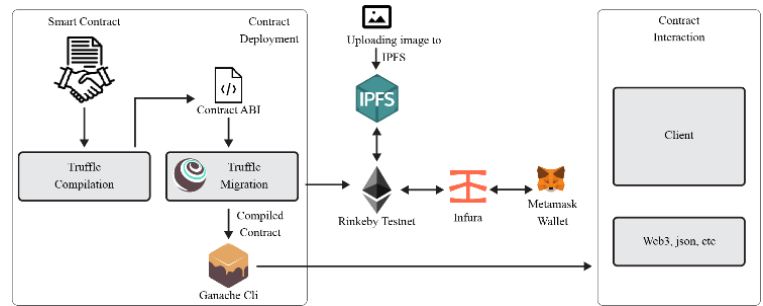 Smart Contract
Contract
Deployment
Uploading image to
IPFS
Contract
Interaction
</>
Contract ABI
IPFS
Client
Truffle
Compilation
Truffle
Migration
Rinkeby Testnet
Infura
Metamask
Wallet
Compiled
Contract
Web3, json, etc
Ganache Cli